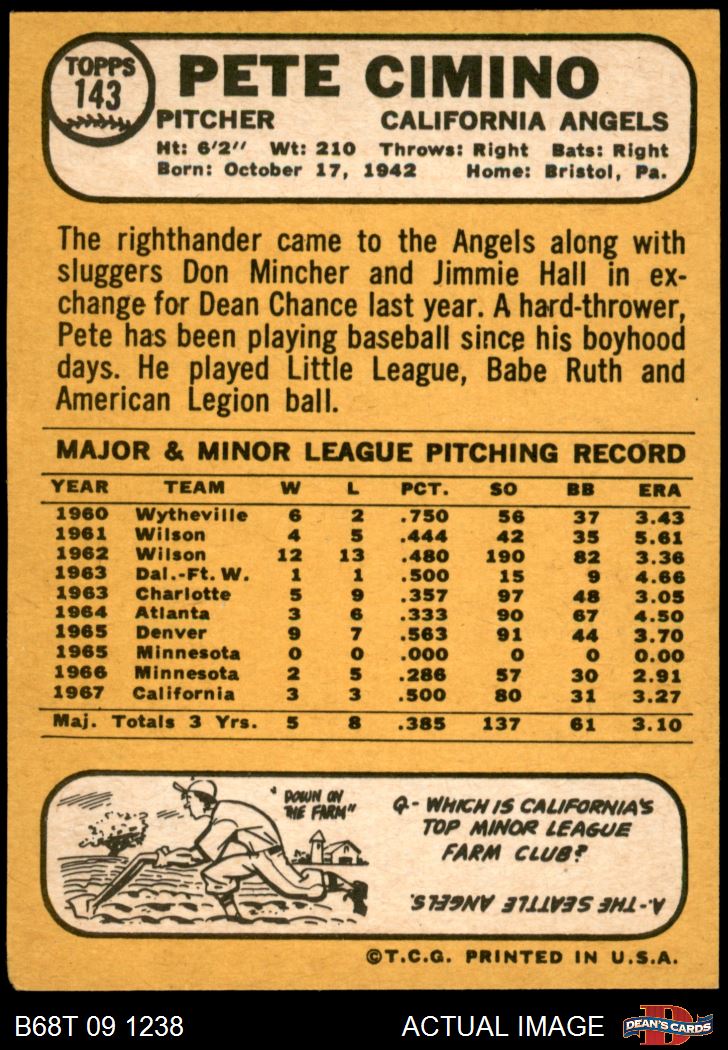 TOPPS
143
PETE CIMINO
PITCHER CALIFORNIA ANGELS
Ht: 6'2" Wt: 210 Throws: Right Bats: Right
Born: October 17, 1942 Home: Bristol, Pa.
The righthander came to the Angels along with
sluggers Don Mincher and Jimmie Hall in ex-
change for Dean Chance last year. A hard-thrower,
Pete has been playing baseball since his boyhood
days. He played Little League, Babe Ruth and
American Legion ball.
MAJOR & MINOR LEAGUE PITCHING RECORD
YEAR TEAM W L PCT. SO BB ERA
1960 Wytheville 6 2 .750 56 37 3.43
1961 Wilson 4 5 .444 42 35 5.61
1962 Wilson 12 13 .480 190 82 3.36
1963 Dal.-Ft. W. 1 1 .500 15 9 4.66
1963 Charlotte 5 9 .357 97 48 3.05
1964 Atlanta 3 6 .333 90 67 4.50
1965 Denver 9 7 .563 91 44 3.70
1965 Minnesota 0 0 .000 0 0 0.00
1966 Minnesota 2 5 .286 57 30 2.91
1967 California 3 3 .500 80 31 3.27
Maj. Totals 3 Yrs. 5 8 .385 137 61 3.10
"DOWN ON
THE FARM"
Q- WHICH IS CALIFORNIA'S
TOP MINOR LEAGUE
FARM CLUB?
A.-THE SEATTLE ANGELS.
©T.C.G. PRINTED IN U.S.A.
B68T 09 1238 ACTUAL IMAGE DEAN'S CARDS